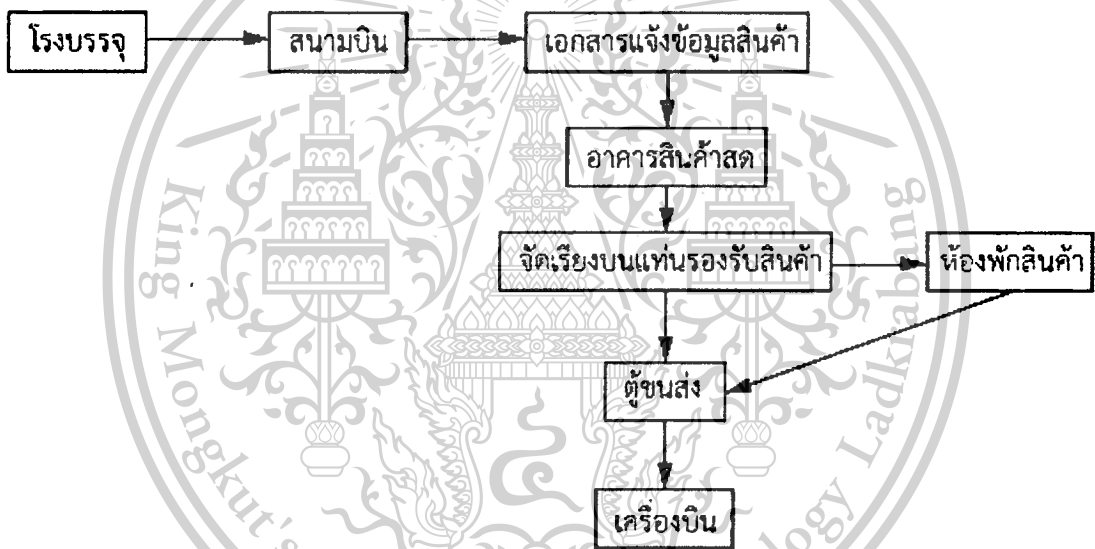 โรงบรรจุ
สนามบิน
เอกสารแจ้งข้อมูลสินค้า
อาคารสินค้าสด
จัดเรียงบนแท่นรองรับสินค้า
ห้องพักสินค้า
ตู้ขนส่ง
เครื่องบิน
King Mongkut's
ology Ladkrabang